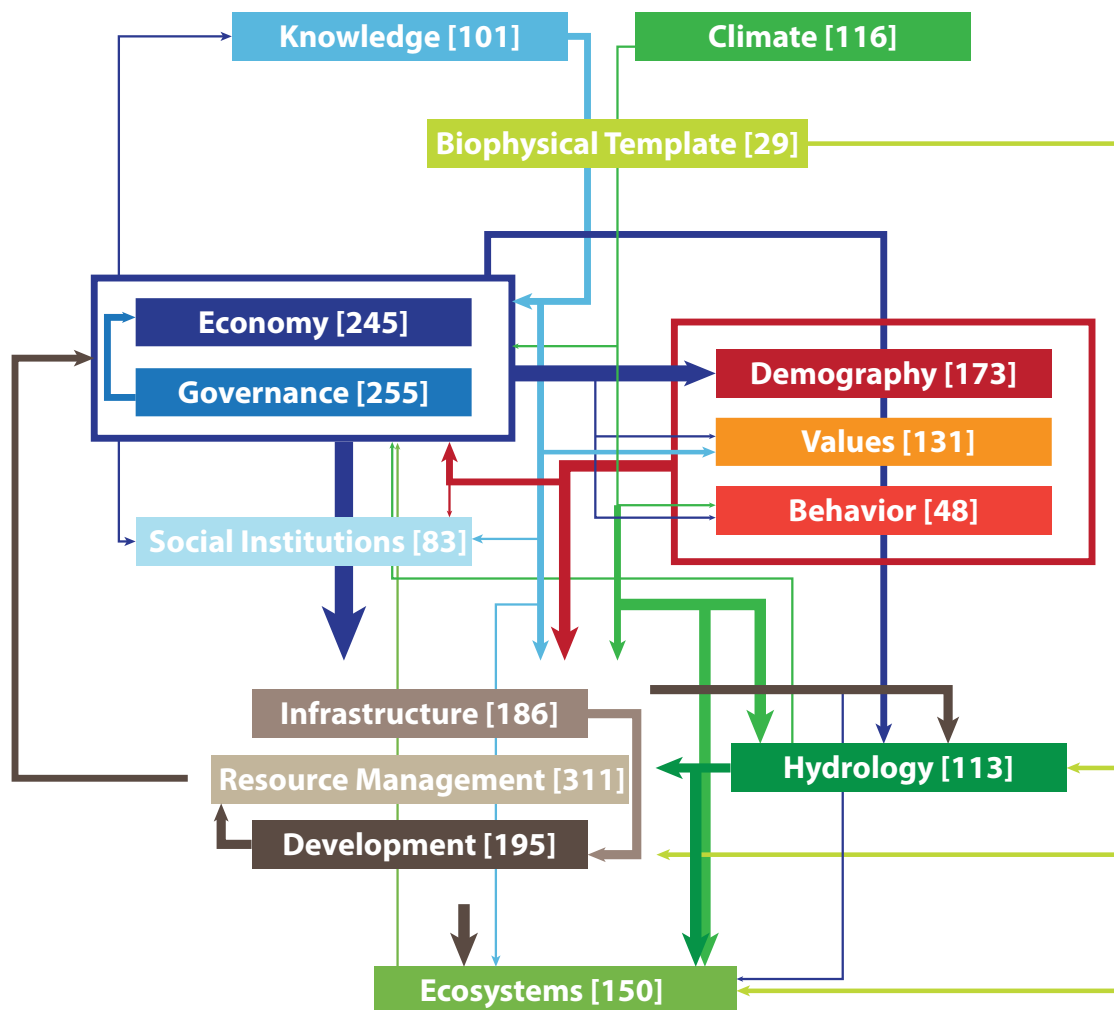 Knowledge [101]
Climate [116]
Biophysical Template [29]
Economy [245]
Governance [255]
Demography [173]
Values [131]
Behavior [48]
Social Institutions [83]
Infrastructure [186]
Resource Management [311]
Development [195]
Hydrology [113]
Ecosystems [150]